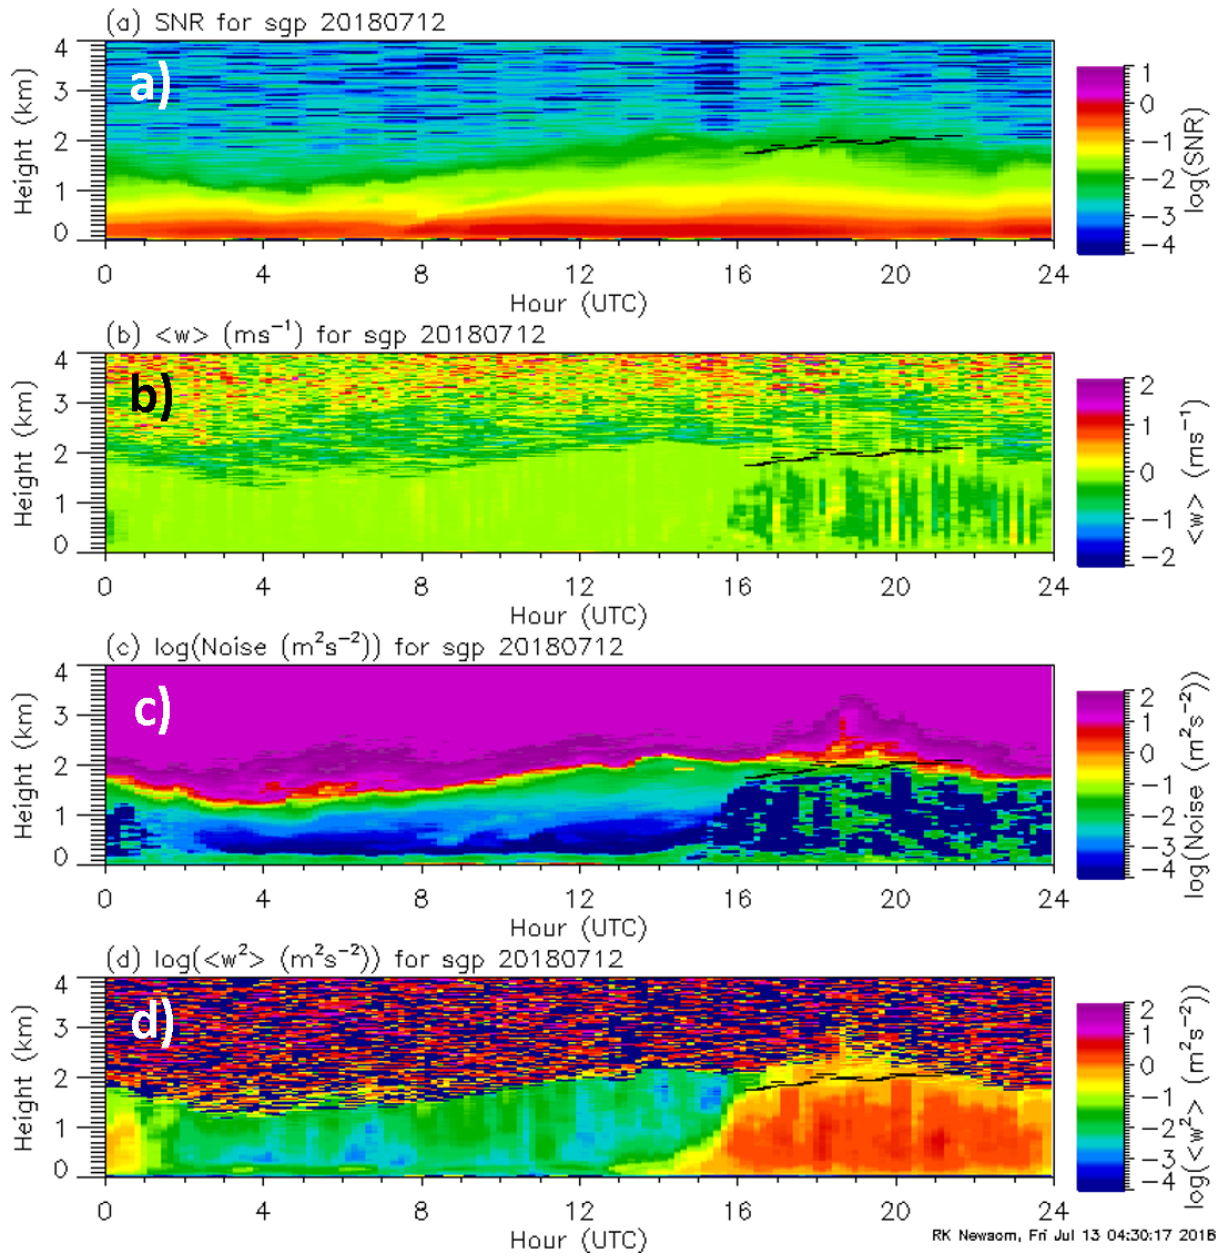 (a) SNR for sgp 20180712
a)
Height (km)
4
3
2
1
0
0 4 8 12 16 20 24
Hour (UTC)
1
0
−1
−2
−3
−4
log(SNR)
(b) <w> (ms⁻¹) for sgp 20180712
b)
Height (km)
4
3
2
1
0
0 4 8 12 16 20 24
Hour (UTC)
2
1
0
−1
−2
<w> (ms⁻¹)
(c) log(Noise (m²s⁻²)) for sgp 20180712
c)
Height (km)
4
3
2
1
0
0 4 8 12 16 20 24
Hour (UTC)
2
1
0
−1
−2
−3
−4
log(Noise (m²s⁻²))
(d) log(<w²> (m²s⁻²)) for sgp 20180712
d)
Height (km)
4
3
2
1
0
0 4 8 12 16 20 24
Hour (UTC)
2
1
0
−1
−2
−3
−4
log(<w²> (m²s⁻²))
RK Newsom, Fri Jul 13 04:30:17 2018